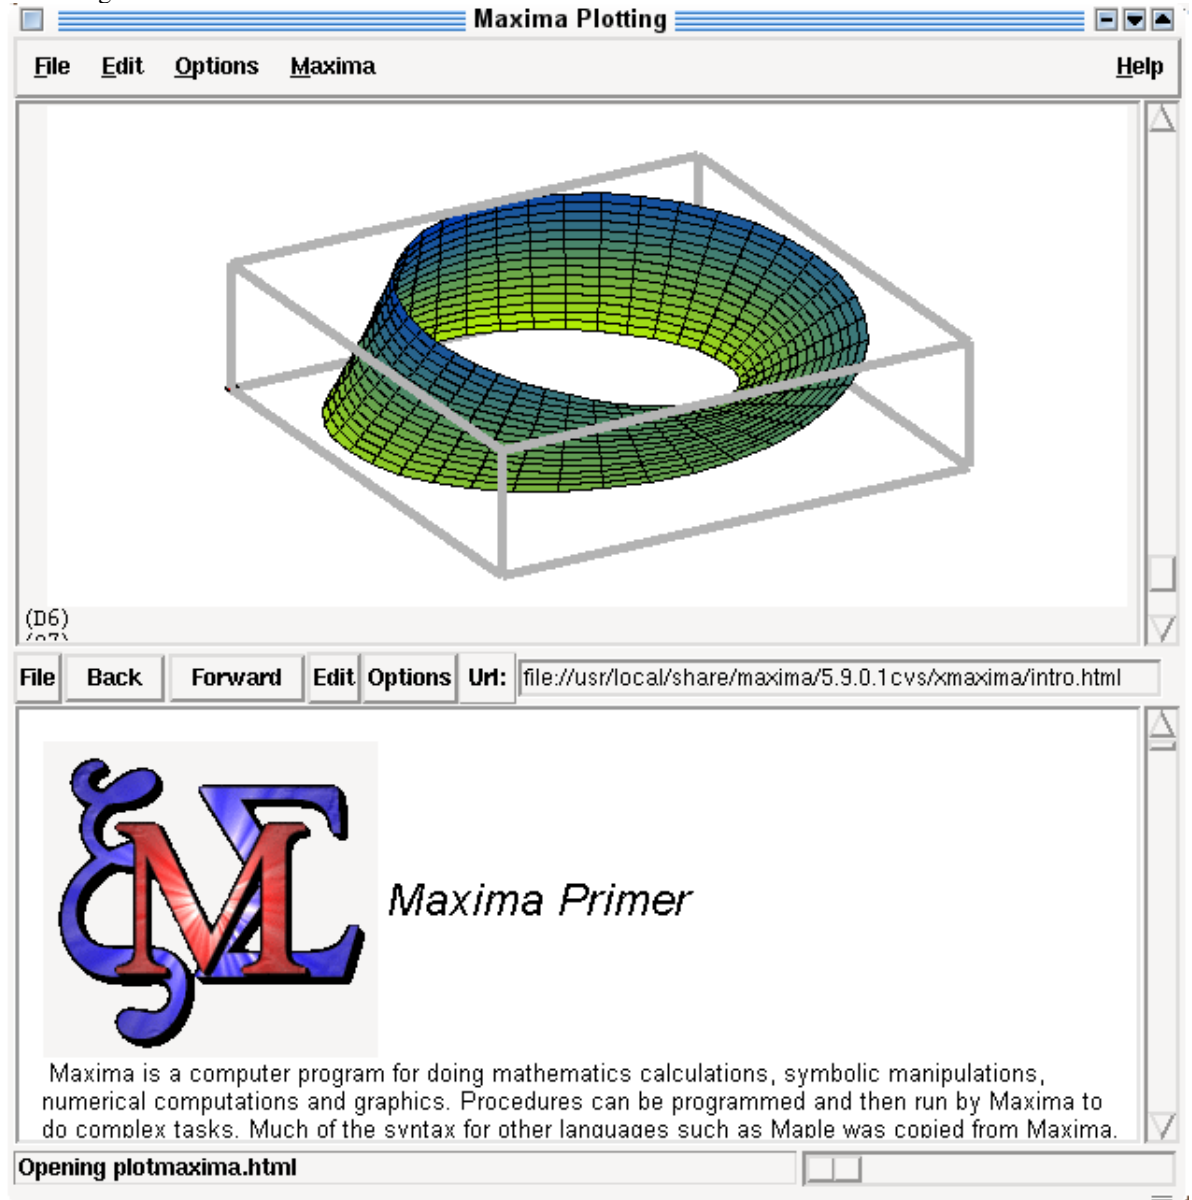 Maxima Plotting
File Edit Options Maxima Help
(D6)
File Back Forward Edit Options Url: file://usr/local/share/maxima/5.9.0.1cvs/xmaxima/intro.html
Maxima Primer
Maxima is a computer program for doing mathematics calculations, symbolic manipulations,
numerical computations and graphics. Procedures can be programmed and then run by Maxima to
do complex tasks. Much of the syntax for other languages such as Maple was copied from Maxima.
Opening plotmaxima.html